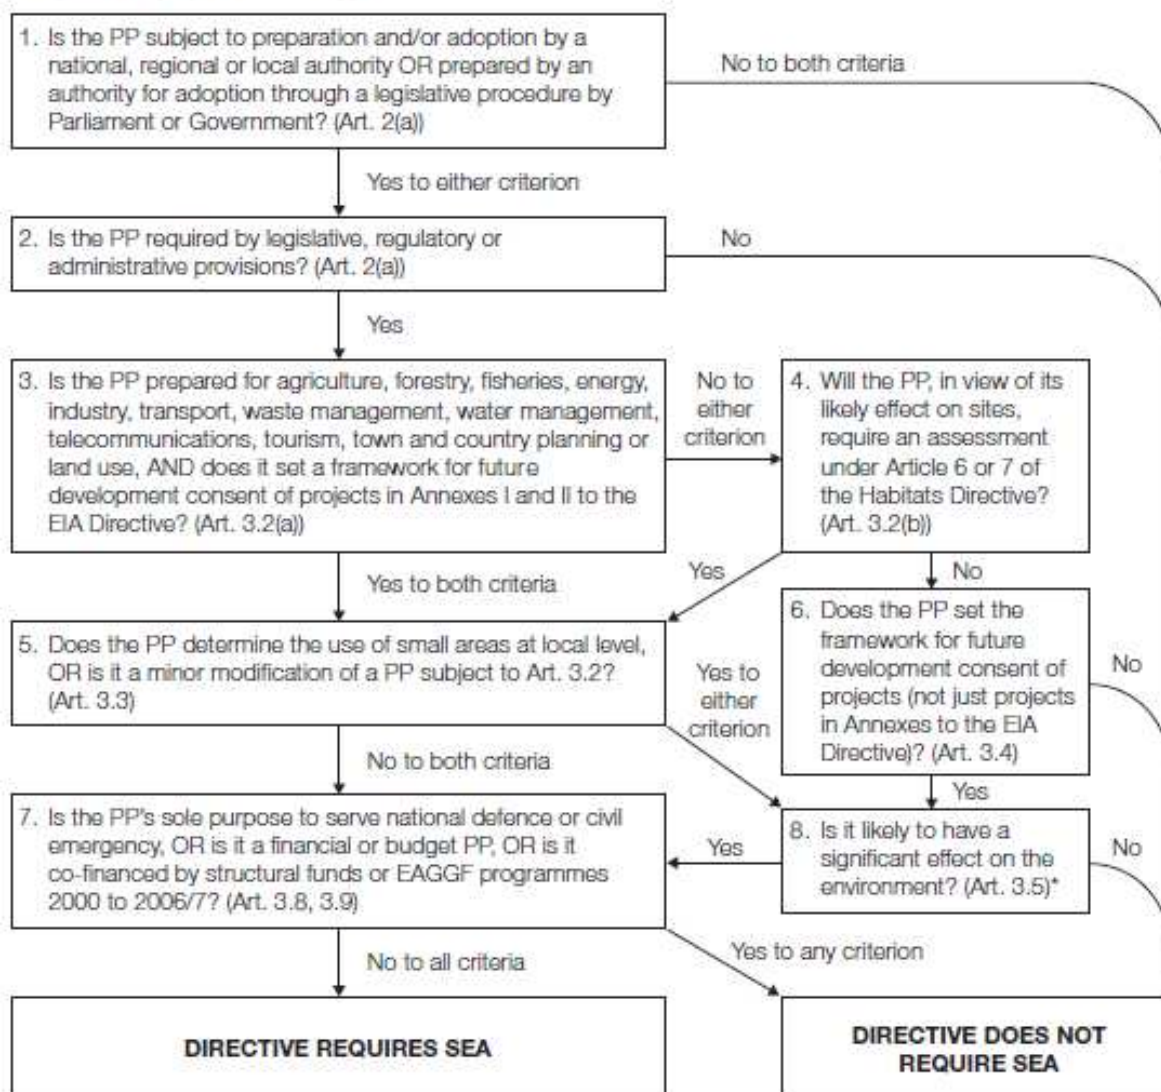 1. Is the PP subject to preparation and/or adoption by a
national, regional or local authority OR prepared by an
authority for adoption through a legislative procedure by
Parliament or Government? (Art. 2(a))
No to both criteria
Yes to either criterion
2. Is the PP required by legislative, regulatory or
administrative provisions? (Art. 2(a))
No
Yes
3. Is the PP prepared for agriculture, forestry, fisheries, energy,
industry, transport, waste management, water management,
telecommunications, tourism, town and country planning or
land use, AND does it set a framework for future
development consent of projects in Annexes I and II to the
EIA Directive? (Art. 3.2(a))
No to
either
criterion
4. Will the PP, in view of its
likely effect on sites,
require an assessment
under Article 6 or 7 of
the Habitats Directive?
(Art. 3.2(b))
Yes to both criteria
Yes
No
5. Does the PP determine the use of small areas at local level,
OR is it a minor modification of a PP subject to Art. 3.2?
(Art. 3.3)
Yes to
either
criterion
6. Does the PP set the
framework for future
development consent of
projects (not just projects
in Annexes to the EIA
Directive)? (Art. 3.4)
No
No to both criteria
Yes
7. Is the PP's sole purpose to serve national defence or civil
emergency, OR is it a financial or budget PP, OR is it
co-financed by structural funds or EAGGF programmes
2000 to 2006/7? (Art. 3.8, 3.9)
Yes
8. Is it likely to have a
significant effect on the
environment? (Art. 3.5)*
No
No to all criteria
Yes to any criterion
DIRECTIVE REQUIRES SEA
DIRECTIVE DOES NOT
REQUIRE SEA